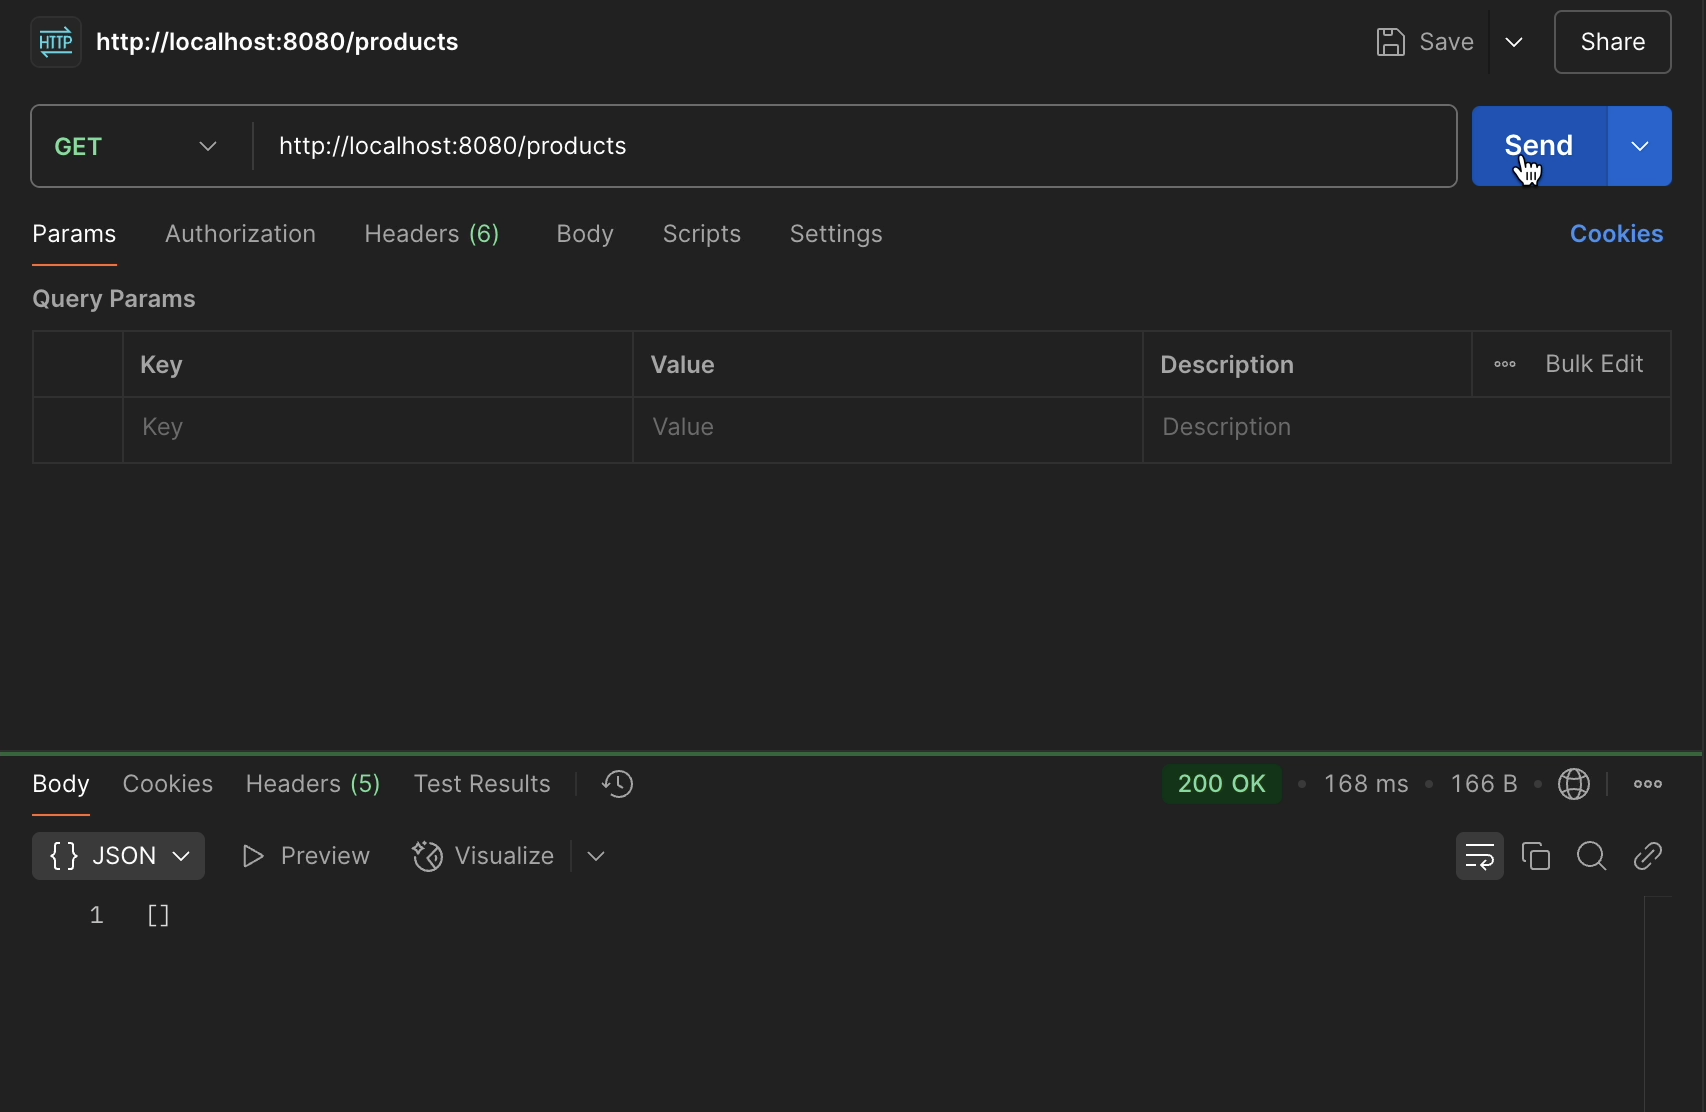 HTTP http://localhost:8080/products Save Share
GET http://localhost:8080/products Send
Params Authorization Headers (6) Body Scripts Settings Cookies
Query Params
Key Value Description Bulk Edit
Key Value Description
Body Cookies Headers (5) Test Results 200 OK • 168 ms • 166 B
{} JSON Preview Visualize
1 []